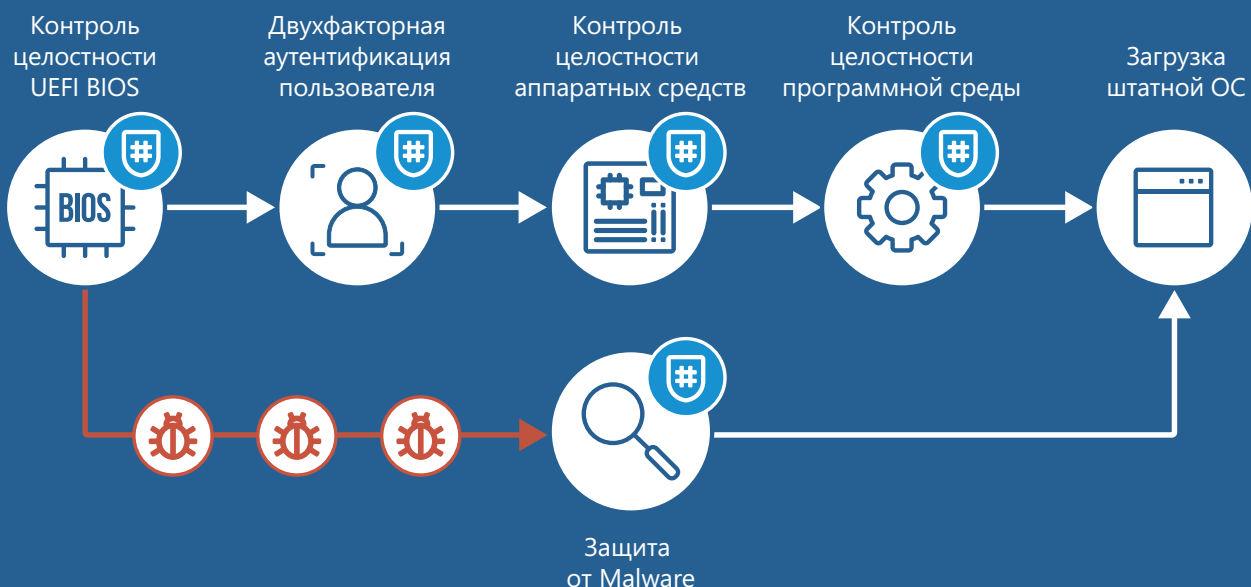 Контроль
целостности
UEFI BIOS
Двухфакторная
аутентификация
пользователя
Контроль
целостности
аппаратных средств
Контроль
целостности
программной среды
Загрузка
штатной ОС
BIOS
Защита
от Malware